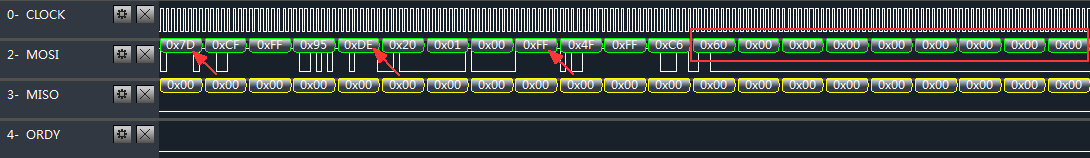 0- CLOCK
2- MOSI
0x7D 0xCF 0xFF 0x95 0xDE 0x20 0x01 0x00 0xFF 0x4F 0xFF 0xC6 0x60 0x00 0x00 0x00 0x00 0x00 0x00 0x00 0x00
3- MISO
0x00 0x00 0x00 0x00 0x00 0x00 0x00 0x00 0x00 0x00 0x00 0x00 0x00 0x00 0x00 0x00 0x00 0x00 0x00 0x00 0x00
4- ORDY